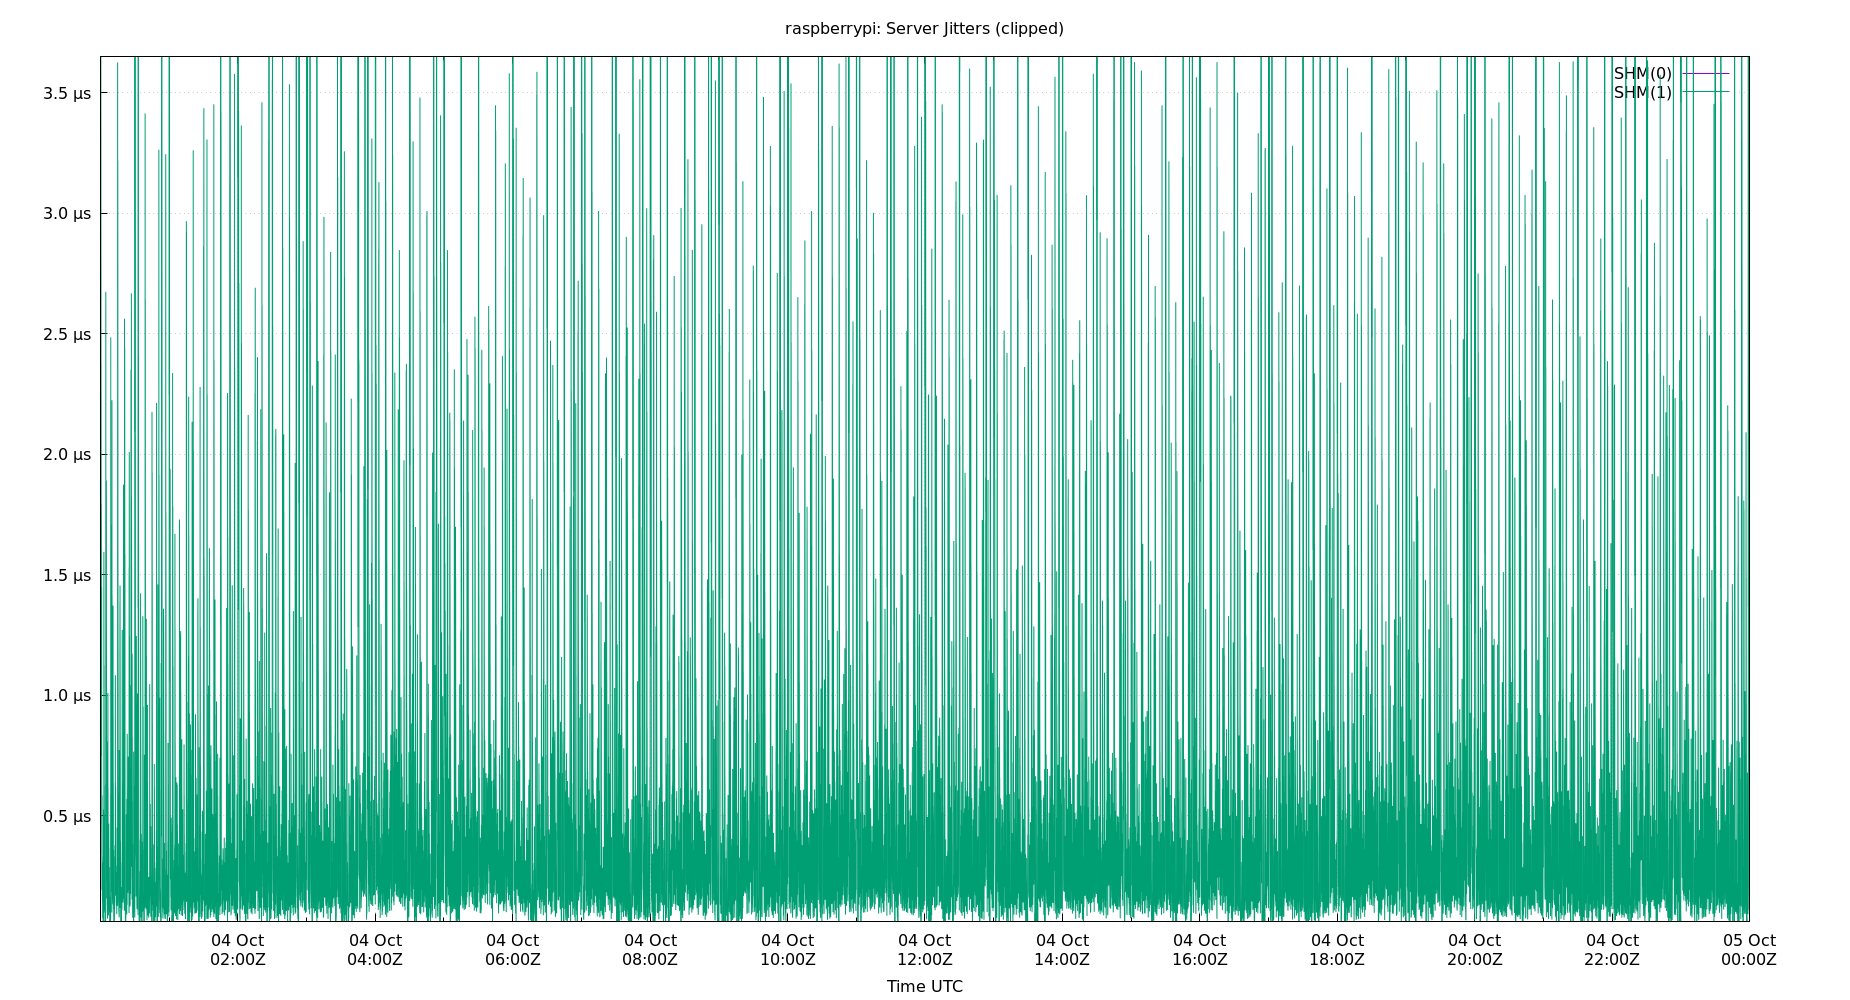 raspberrypi: Server Jitters (clipped)
SHM(0)
SHM(1)
3.5 µs
3.0 µs
2.5 µs
2.0 µs
1.5 µs
1.0 µs
0.5 µs
04 Oct 04 Oct 04 Oct 04 Oct 04 Oct 04 Oct 04 Oct 04 Oct 04 Oct 04 Oct 04 Oct 05 Oct
02:00Z 04:00Z 06:00Z 08:00Z 10:00Z 12:00Z 14:00Z 16:00Z 18:00Z 20:00Z 22:00Z 00:00Z
Time UTC